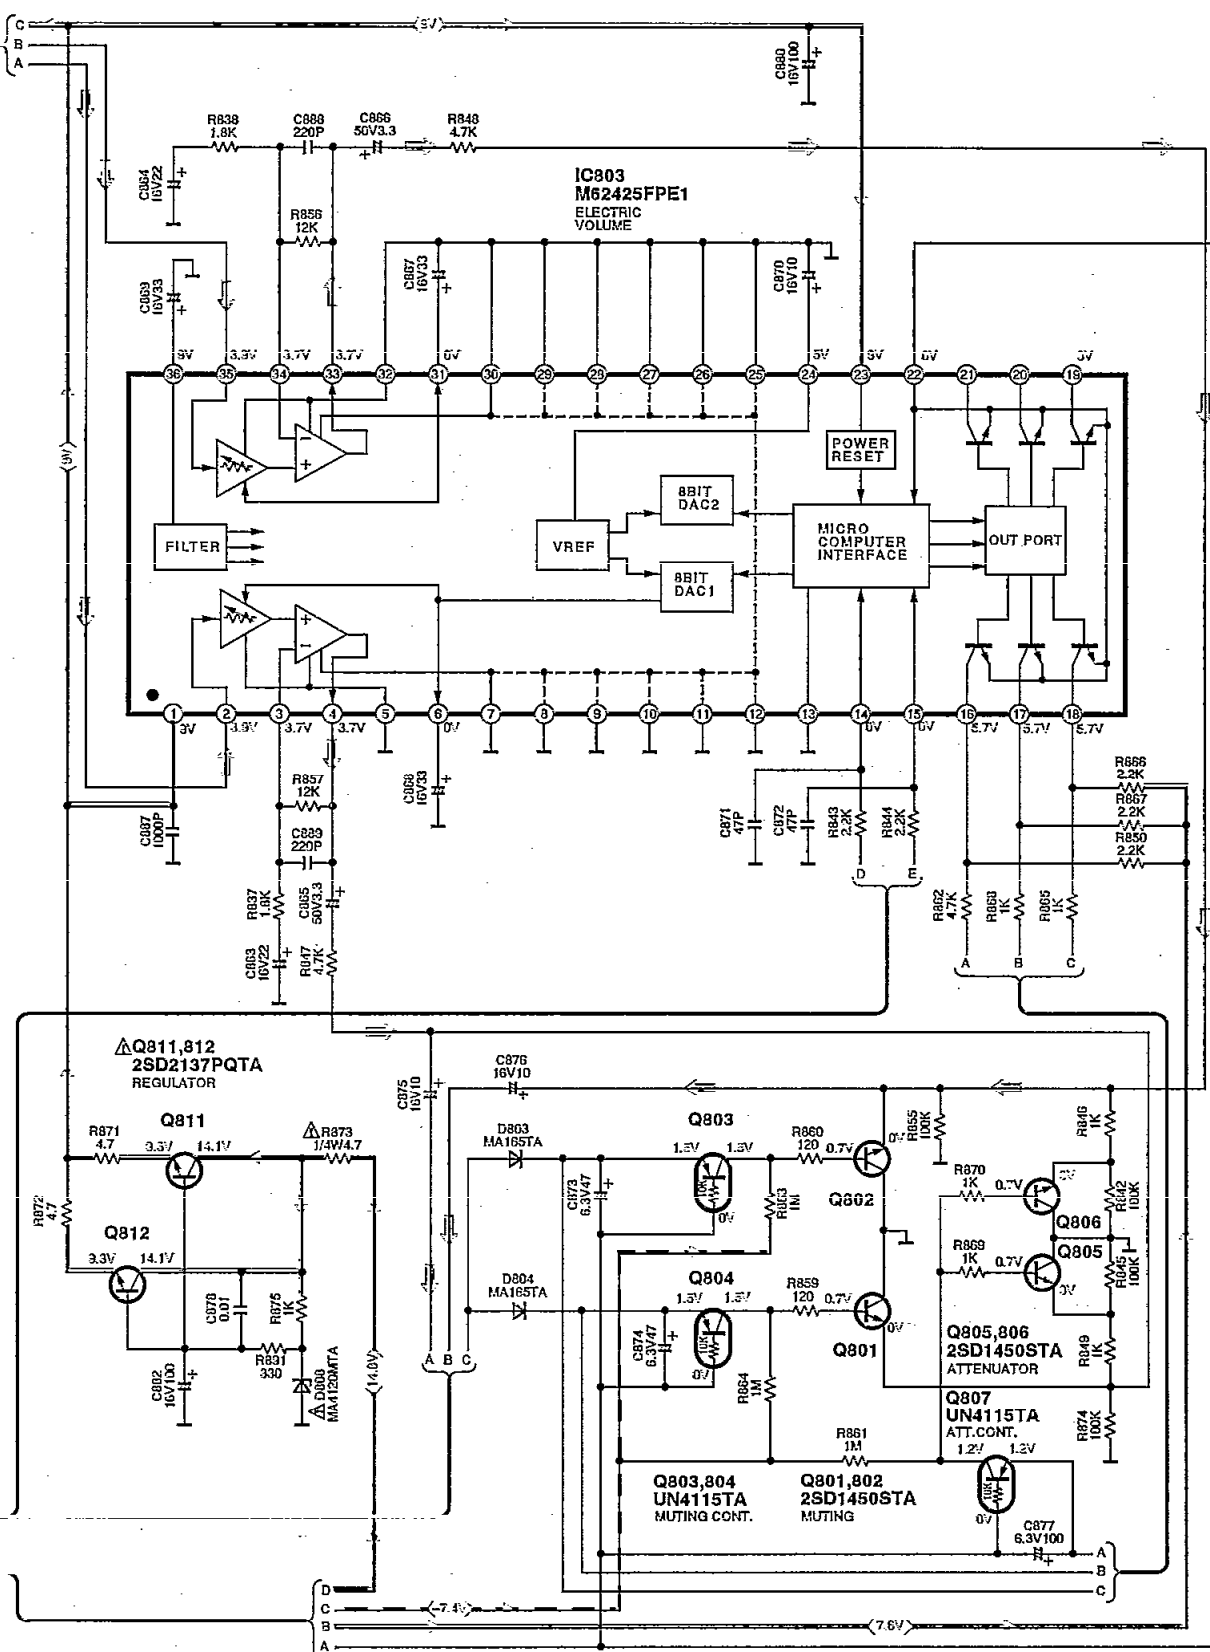 C
B
A
(9V)
C880
16V100
R838
1.8K
C888
220P
C866
50V3.3
R848
4.7K
C864
16V22
IC803
M62425FPE1
ELECTRIC
VOLUME
R856
12K
C869
16V33
C867
16V33
C870
16V10
9V
3.9V
3.7V
3.7V
0V
5V
9V
0V
0V
36
35
34
33
32
31
30
29
28
27
26
25
24
23
22
21
20
19
(9V)
POWER
RESET
8BIT
DAC2
MICRO
COMPUTER
INTERFACE
OUT PORT
FILTER
VREF
8BIT
DAC1
1
2
3
4
5
6
7
8
9
10
11
12
13
14
15
16
17
18
9V
3.9V
3.7V
3.7V
0V
0V
0V
5.7V
5.7V
5.7V
R857
12K
C868
16V33
R866
2.2K
R867
2.2K
R850
2.2K
C887
1000P
C889
220P
C871
47P
C872
47P
R843
2.2K
R844
2.2K
D
E
R837
1.8K
C865
50V3.3
R862
4.7K
R868
1K
R865
1K
C863
16V22
R847
4.7K
A
B
C
Q811,812
2SD2137PQTA
REGULATOR
C875
16V10
C876
16V10
Q811
R871
4.7
9.3V
14.1V
R873
1/4W4.7
D803
MA165TA
Q803
1.5V
1.5V
R860
120
0.7V
0V
R855
100K
R846
1K
C873
6.3V47
10K
0V
R863
1M
Q802
R870
1K
0.7V
0V
R842
100K
Q806
R872
4.7
Q812
9.3V
14.1V
R869
1K
0.7V
Q805
0V
R845
100K
C878
0.01
R875
1K
D804
MA165TA
Q804
1.5V
1.5V
R859
120
0.7V
0V
Q801
C874
6.3V47
10K
0V
R864
1M
Q805,806
2SD1450STA
ATTENUATOR
R849
1K
R891
330
C882
16V100
D808
MA4120MTA
(14.0V)
A
B
C
Q807
UN4115TA
ATT.CONT.
R874
100K
R861
1M
1.2V
1.2V
10K
0V
Q803,804
UN4115TA
MUTING CONT.
Q801,802
2SD1450STA
MUTING
C877
6.3V100
A
B
C
D
C
(-7.4V)
B
(7.6V)
A